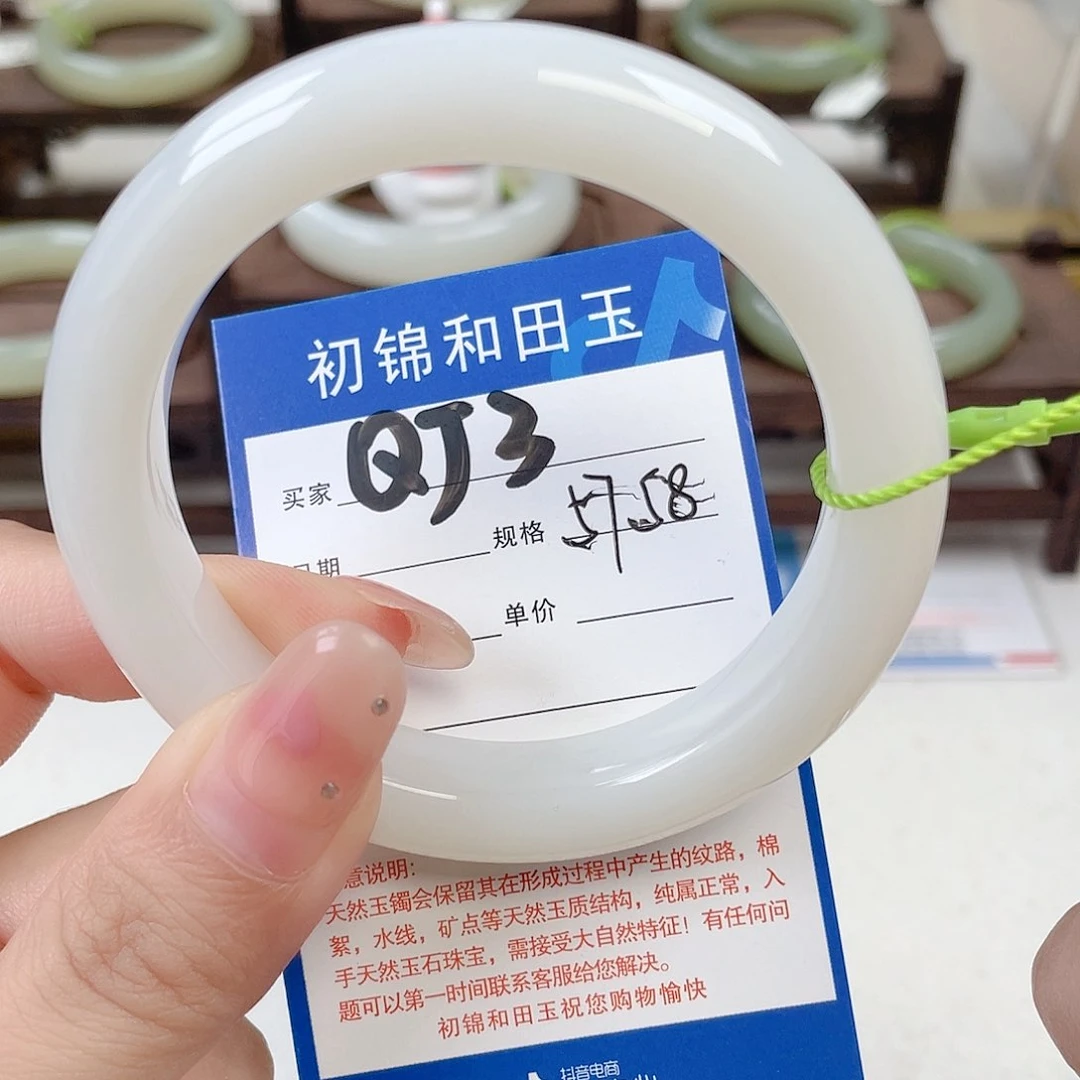 初锦和田玉
买家 QJ3
日期 规格 57.58
单价
意说明:
天然玉镯会保留其在形成过程中产生的纹路，棉
絮，水线，矿点等天然玉质结构，纯属正常，入
手天然玉石珠宝，需接受大自然特征！有任何问
题可以第一时间联系客服给您解决。
初锦和田玉祝您购物愉快
抖音电商